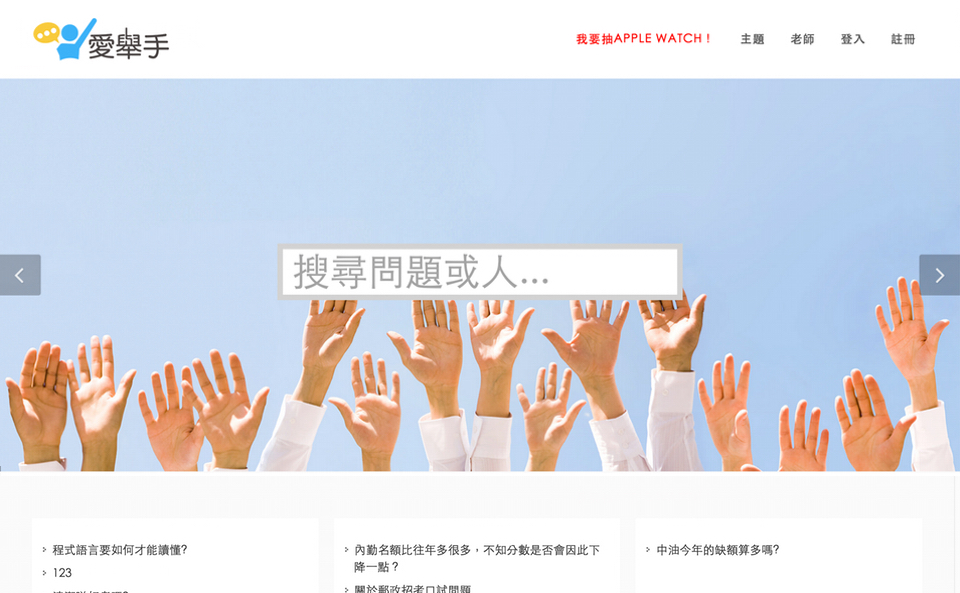 愛舉手
我要抽APPLE WATCH！
主題
老師
登入
註冊
搜尋問題或人...
程式語言要如何才能讀懂?
123
內勤名額比往年多很多，不知分數是否會因此下
降一點？
關於郵政招考口試問題
中油今年的缺額算多嗎?